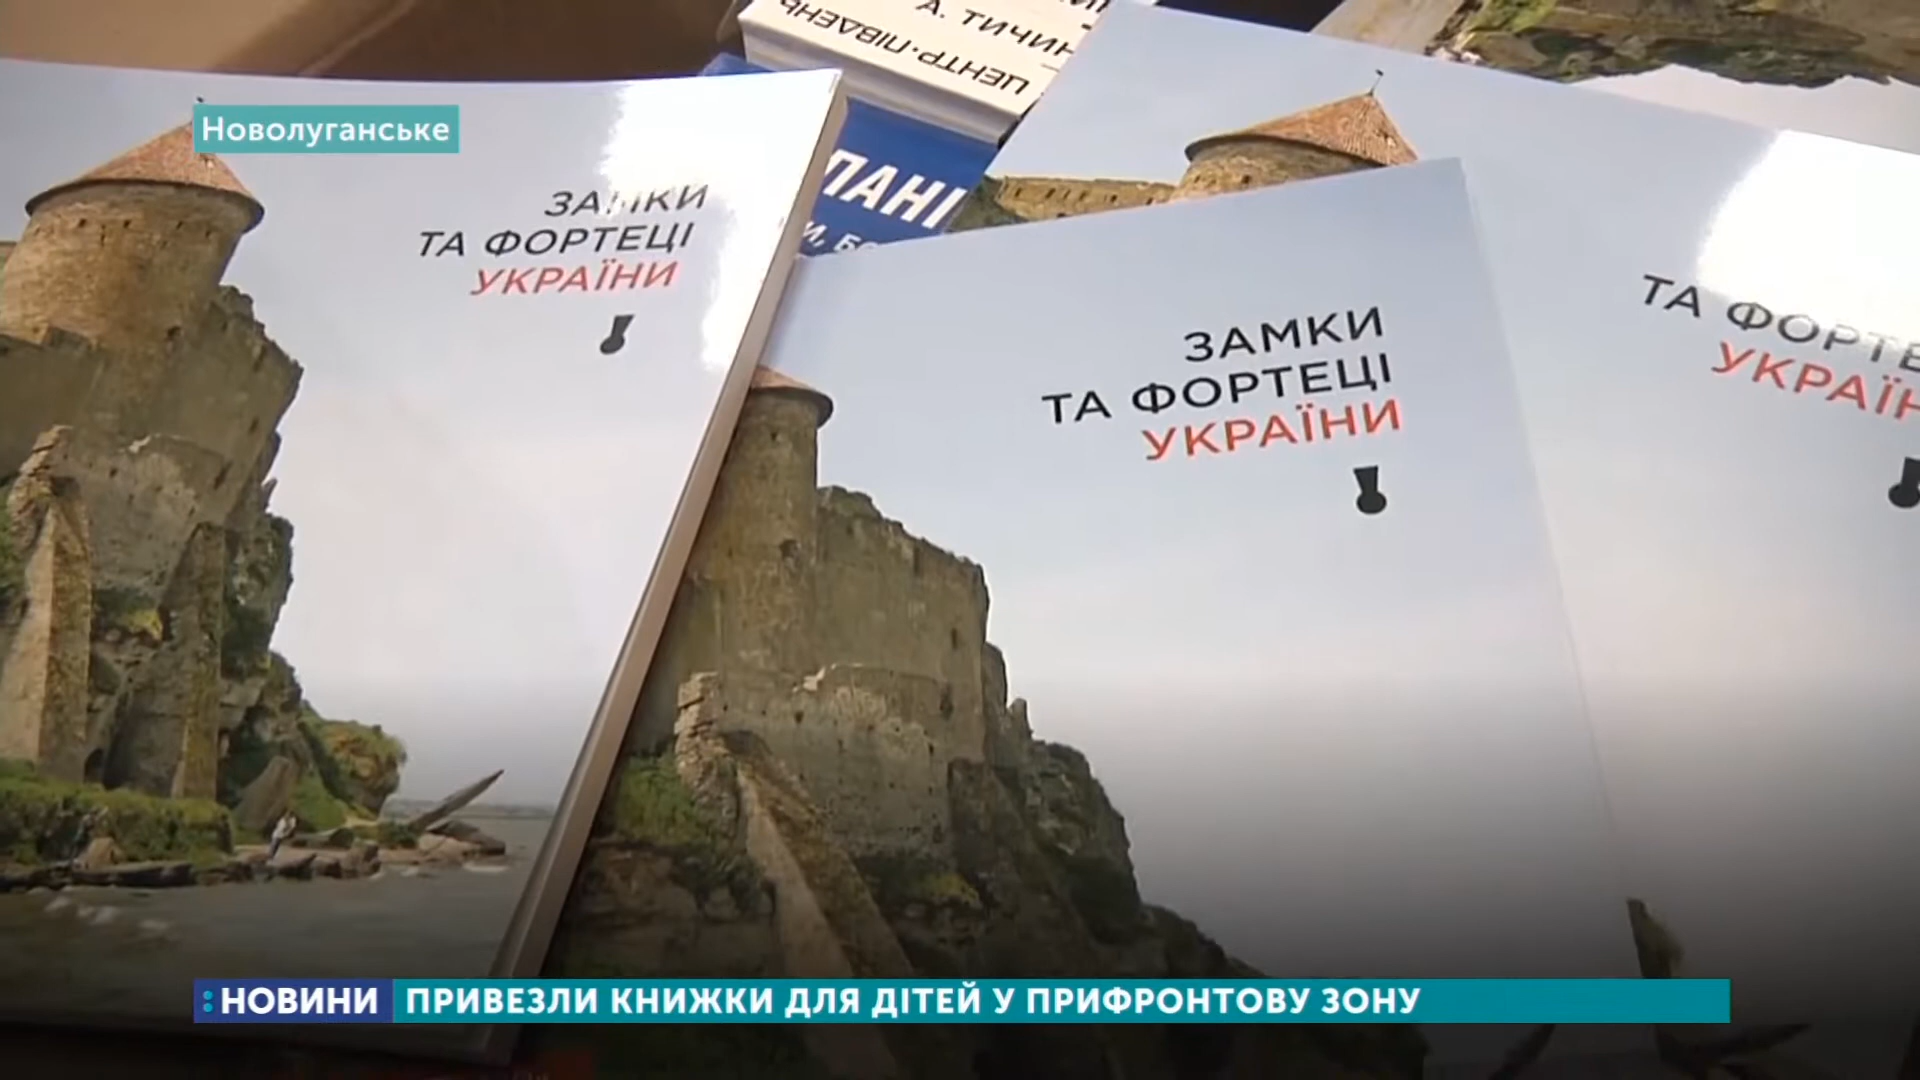 А. ТИЧИН
ЦЕНТР.ПІВДЕНЬ
Новолуганське
ЗАМКИ
ТА ФОРТЕЦІ
УКРАЇНИ
ПАНІ
ЗАМКИ
ТА ФОРТЕЦІ
УКРАЇНИ
ТА ФОРТЕ
УКРАЇН
:НОВИНИ ПРИВЕЗЛИ КНИЖКИ ДЛЯ ДІТЕЙ У ПРИФРОНТОВУ ЗОНУ